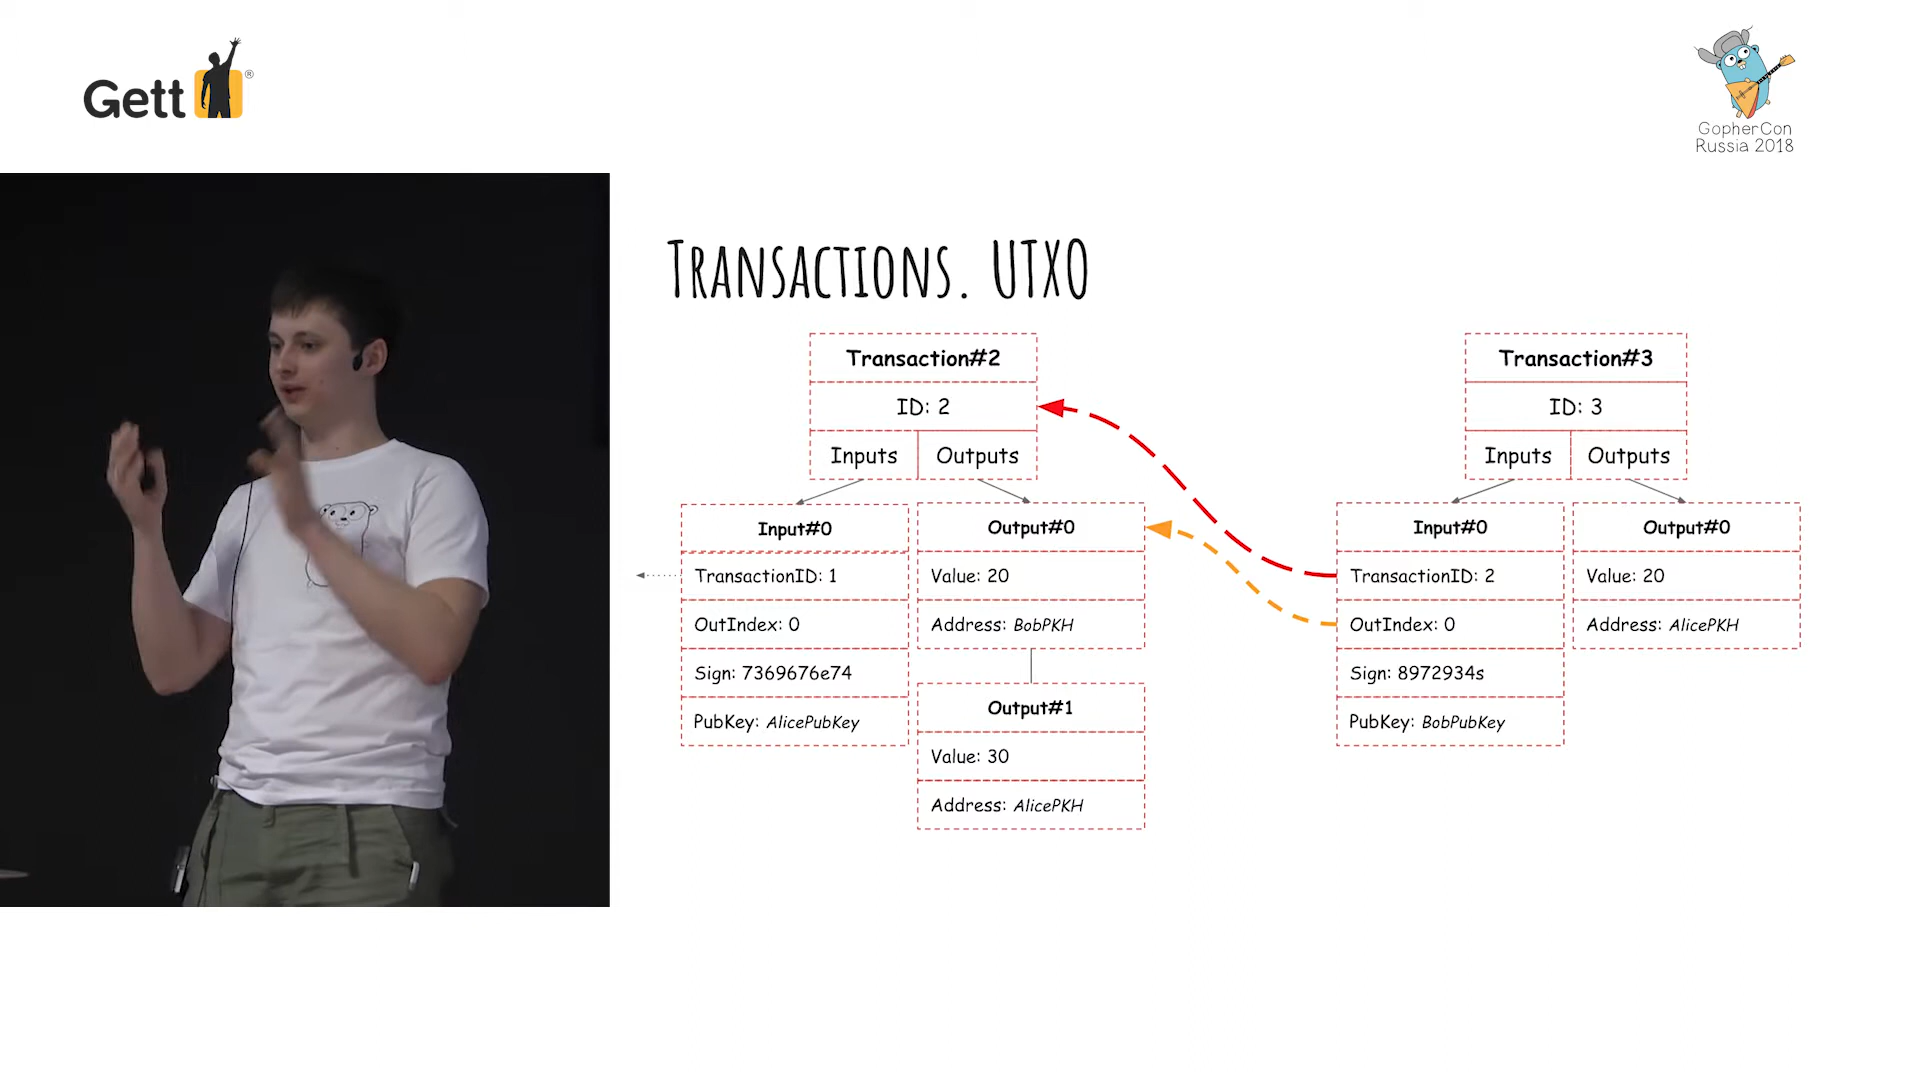 Gett
®
GopherCon
Russia 2018
Transactions. UTXO
Transaction#2
ID: 2
Inputs Outputs
Input#0
TransactionID: 1
OutIndex: 0
Sign: 7369676e74
PubKey: AlicePubKey
Output#0
Value: 20
Address: BobPKH
Output#1
Value: 30
Address: AlicePKH
Transaction#3
ID: 3
Inputs Outputs
Input#0
TransactionID: 2
OutIndex: 0
Sign: 8972934s
PubKey: BobPubKey
Output#0
Value: 20
Address: AlicePKH